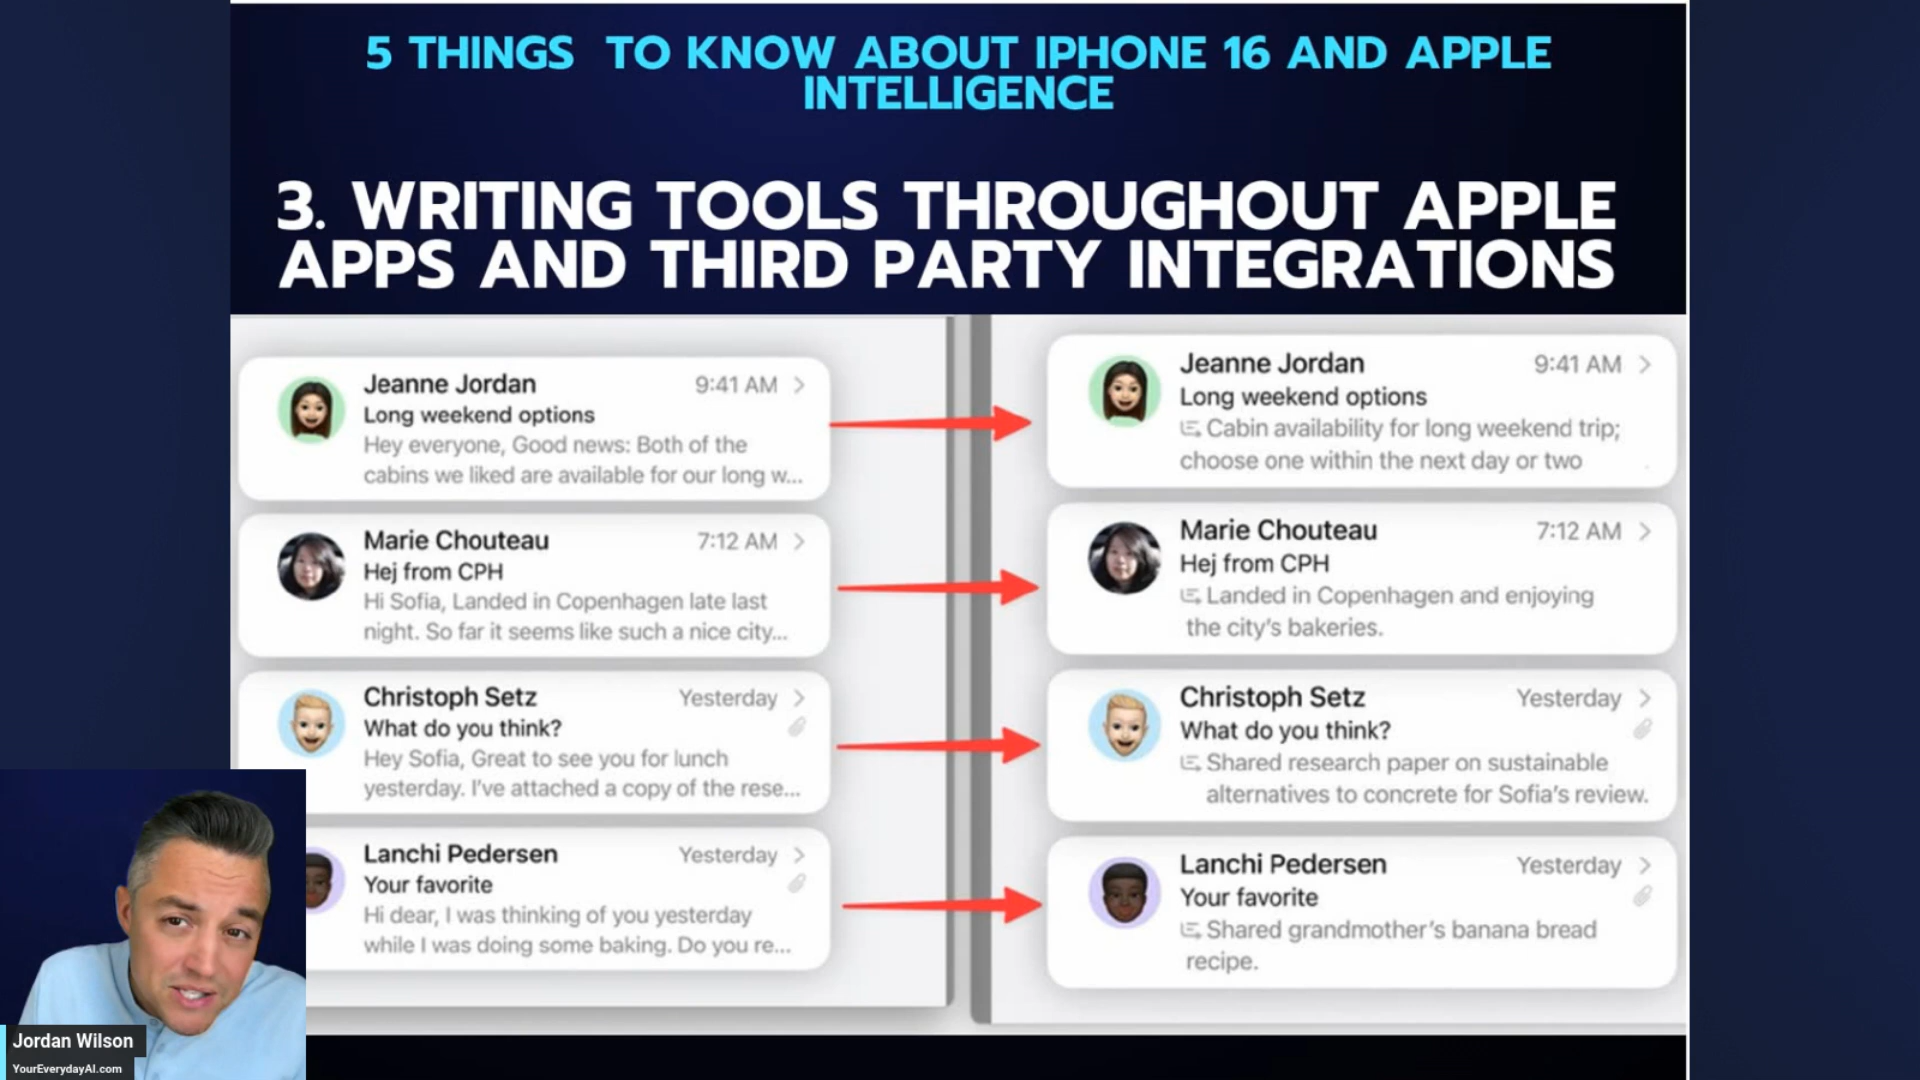 5 THINGS TO KNOW ABOUT IPHONE 16 AND APPLE
INTELLIGENCE
3. WRITING TOOLS THROUGHOUT APPLE
APPS AND THIRD PARTY INTEGRATIONS
Jeanne Jordan 9:41 AM
Long weekend options
Hey everyone, Good news: Both of the
cabins we liked are available for our long w...
Marie Chouteau 7:12 AM
Hej from CPH
Hi Sofia, Landed in Copenhagen late last
night. So far it seems like such a nice city...
Christoph Setz Yesterday
What do you think?
Hey Sofia, Great to see you for lunch
yesterday. I've attached a copy of the rese...
Lanchi Pedersen Yesterday
Your favorite
Hi dear, I was thinking of you yesterday
while I was doing some baking. Do you re...
Jeanne Jordan 9:41 AM
Long weekend options
Cabin availability for long weekend trip;
choose one within the next day or two
Marie Chouteau 7:12 AM
Hej from CPH
Landed in Copenhagen and enjoying
the city's bakeries.
Christoph Setz Yesterday
What do you think?
Shared research paper on sustainable
alternatives to concrete for Sofia's review.
Lanchi Pedersen Yesterday
Your favorite
Shared grandmother's banana bread
recipe.
Jordan Wilson
YourEverydayAI.com